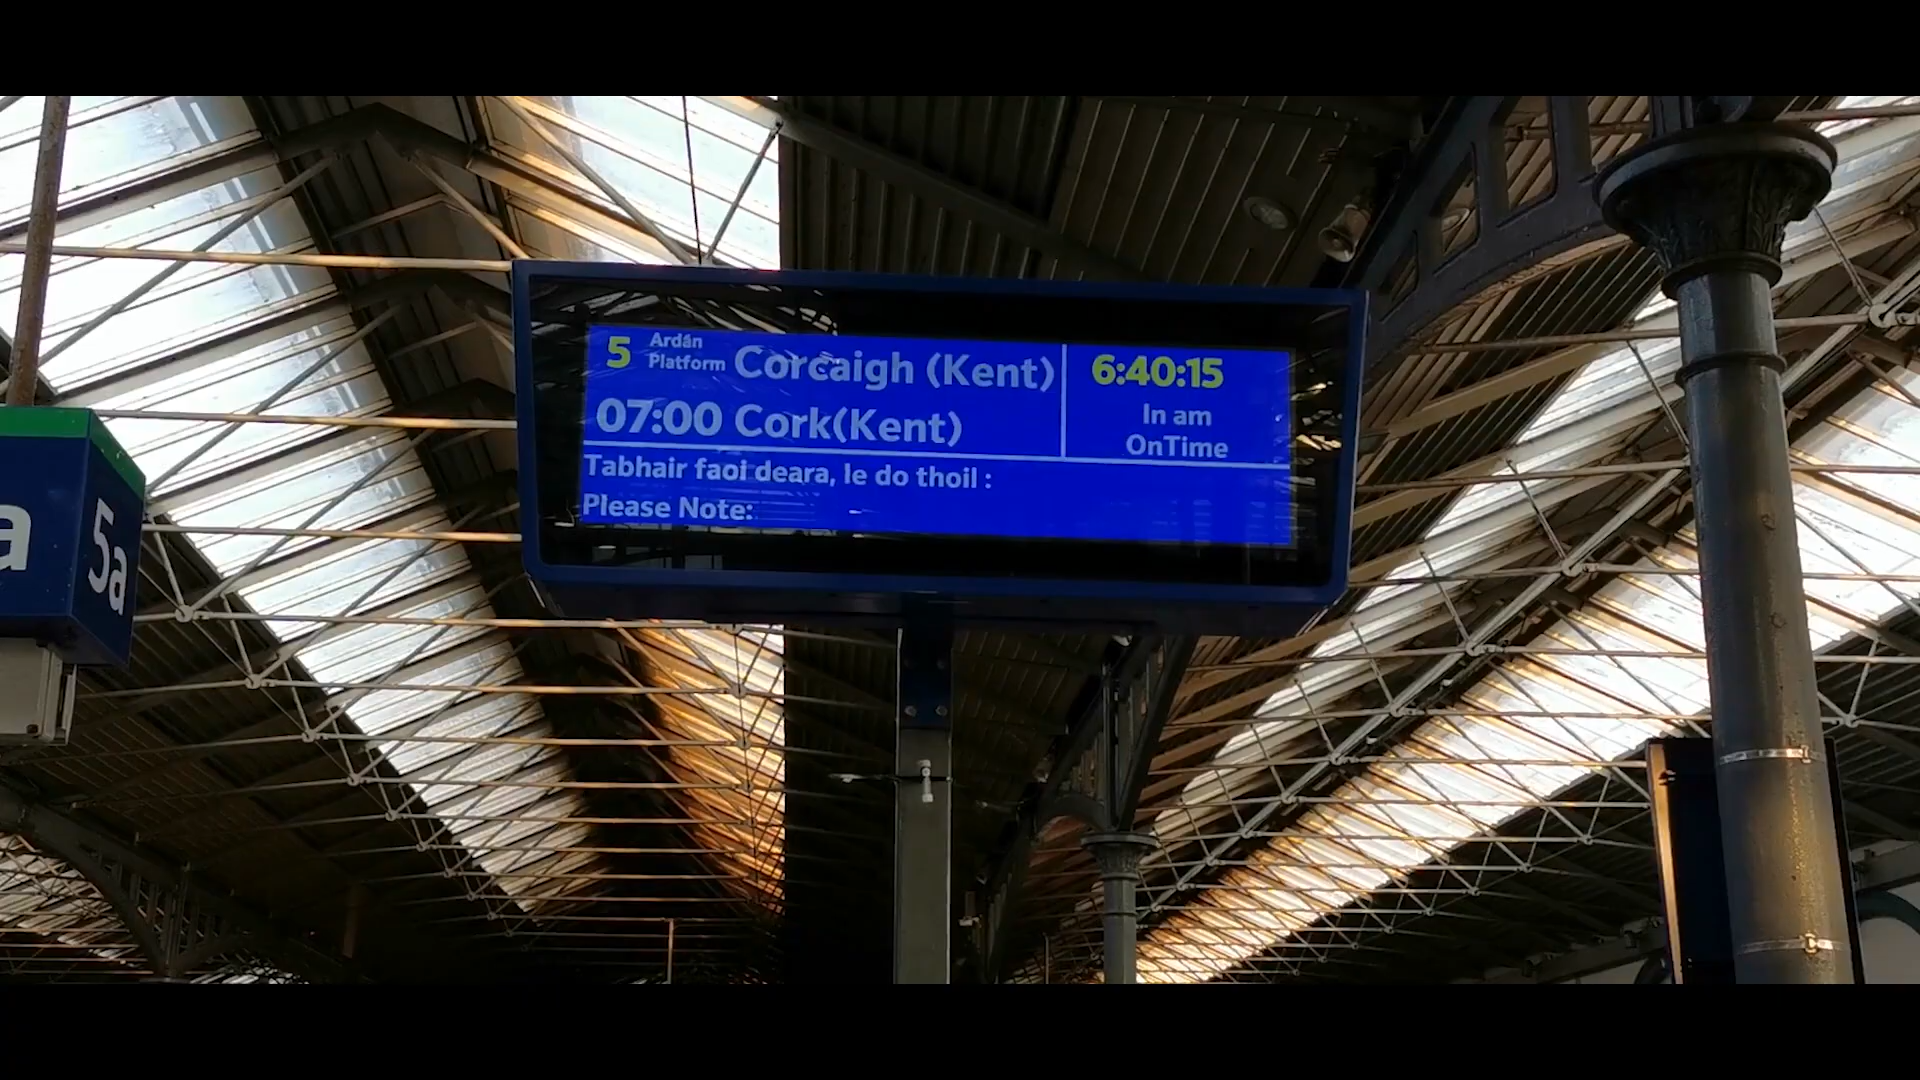 5 Ardán Platform Corcaigh (Kent) 6:40:15
07:00 Cork(Kent)
In am
OnTime
Tabhair faoi deara, le do thoil :
Please Note:
a
5a